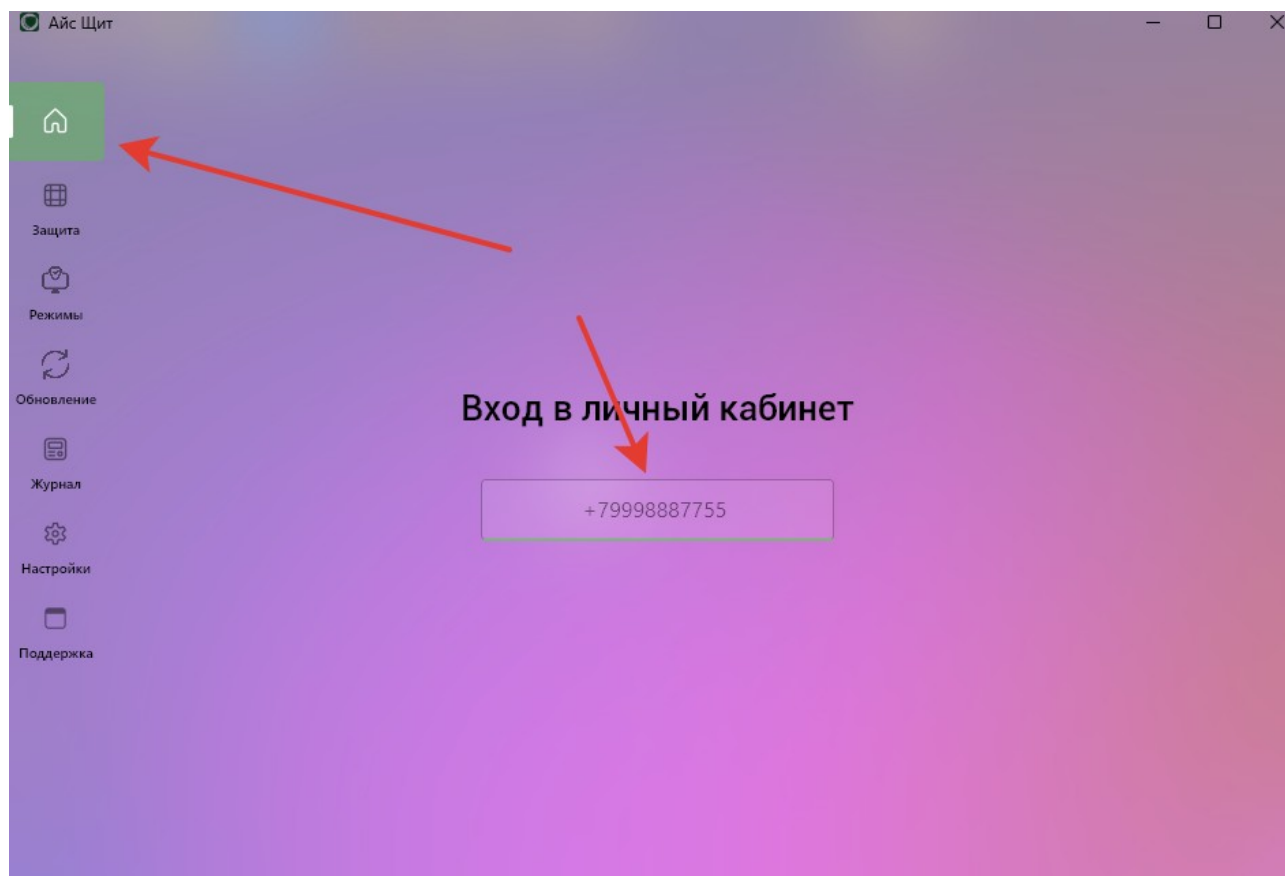 Айс Щит
Защита
Режимы
Обновление
Журнал
Настройки
Поддержка
Вход в личный кабинет
+79998887755